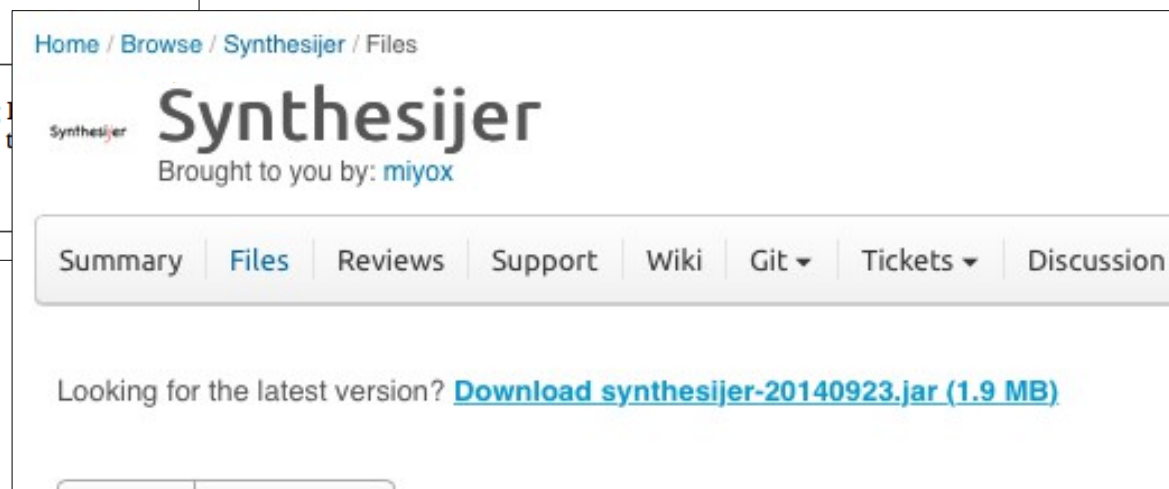 Home / Browse / Synthesijer / Files
Synthesijer
Synthesijer
Brought to you by: miyox
Summary Files Reviews Support Wiki Git Tickets Discussion
Looking for the latest version? Download synthesijer-20140923.jar (1.9 MB)